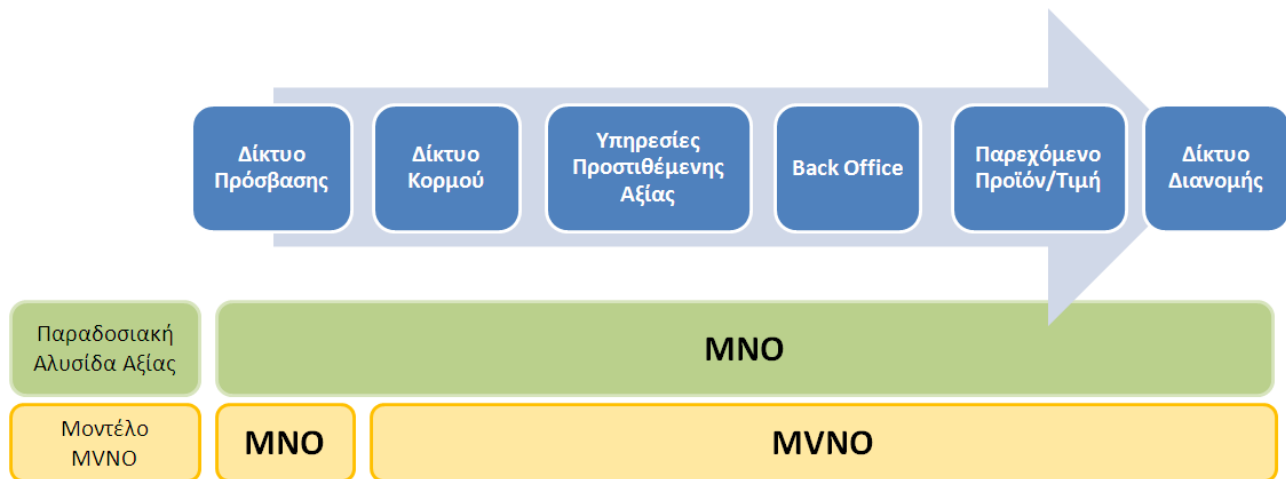 Δίκτυο
Πρόσβασης
Δίκτυο
Κορμού
Υπηρεσίες
Προστιθέμενης
Αξίας
Back Office
Παρεχόμενο
Προϊόν/Τιμή
Δίκτυο
Διανομής
Παραδοσιακή
Αλυσίδα Αξίας
MNO
Μοντέλο
MVNO
MNO
MVNO